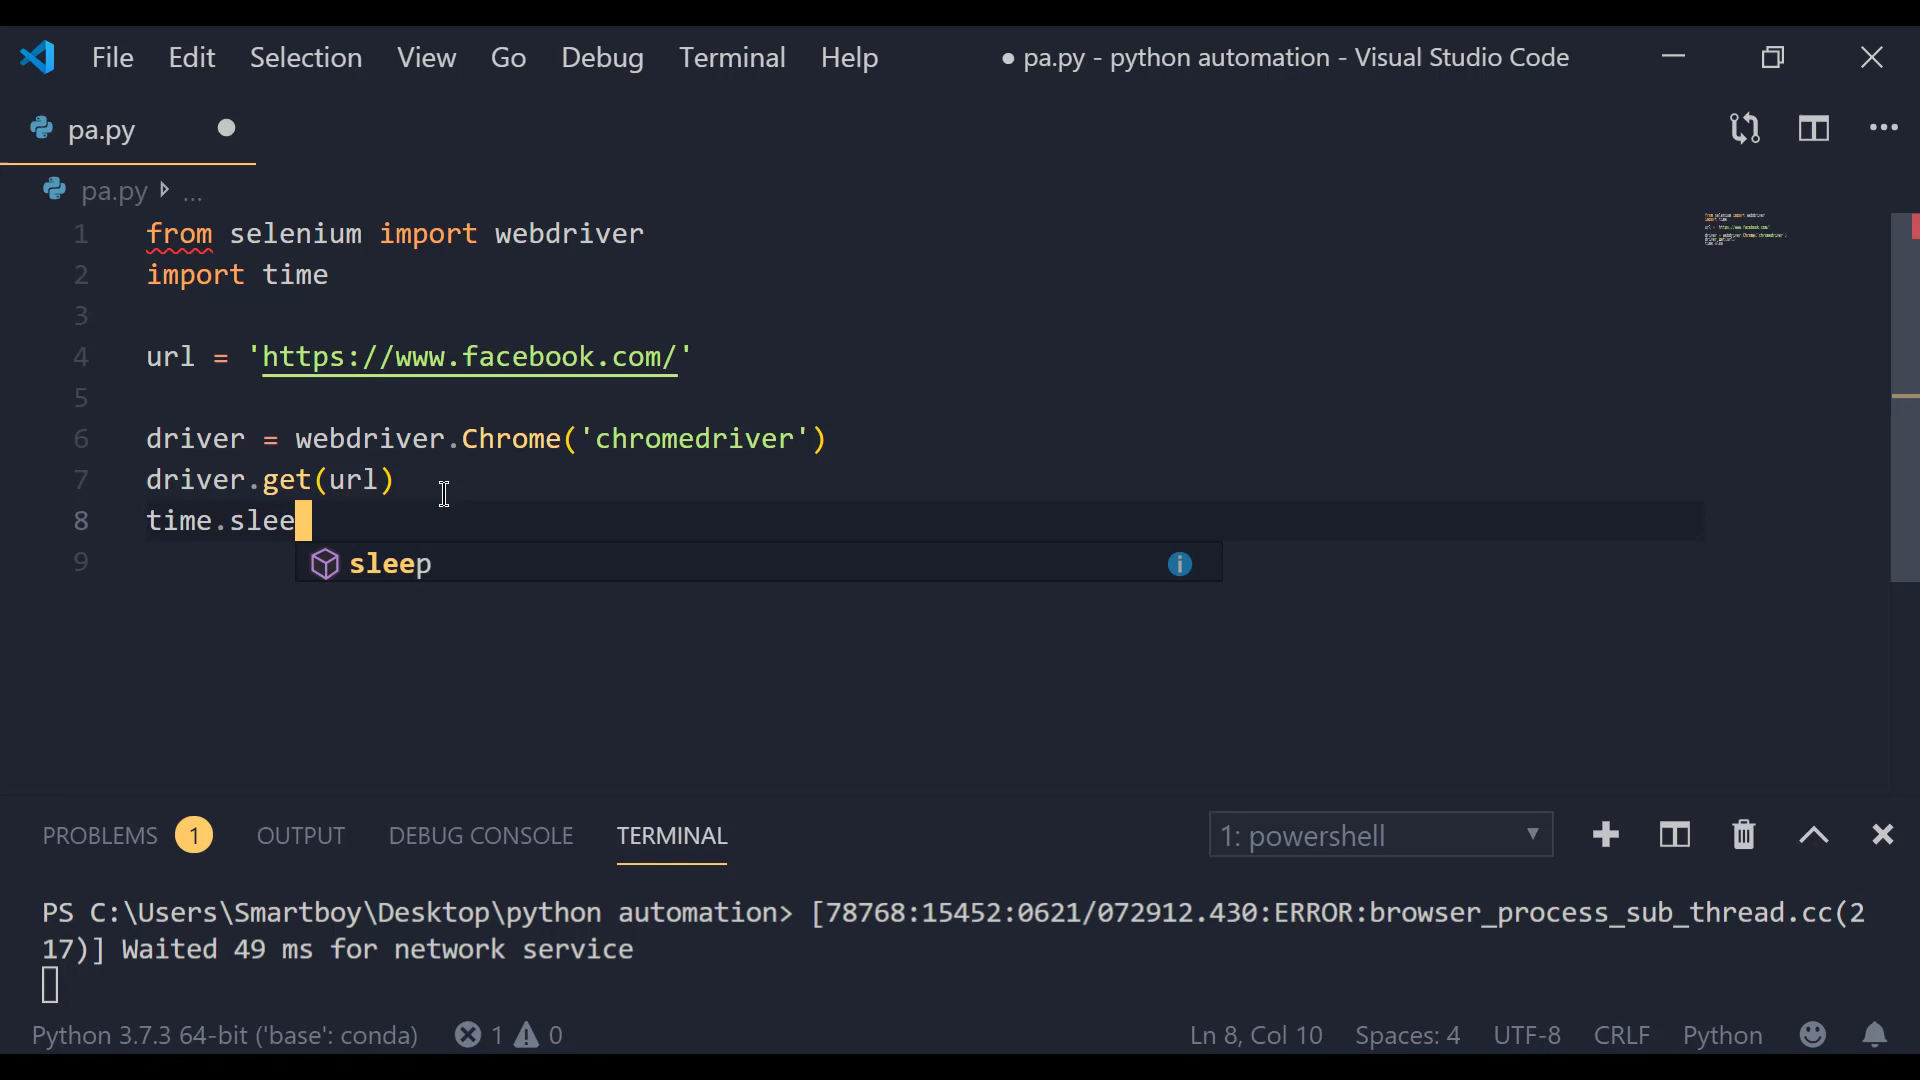 File Edit Selection View Go Debug Terminal Help ● pa.py - python automation - Visual Studio Code
pa.py
pa.py ...
1 from selenium import webdriver
2 import time
3
4 url = 'https://www.facebook.com/'
5
6 driver = webdriver.Chrome('chromedriver')
7 driver.get(url)
8 time.slee
sleep
9
PROBLEMS 1 OUTPUT DEBUG CONSOLE TERMINAL 1: powershell
PS C:\Users\Smartboy\Desktop\python automation> [78768:15452:0621/072912.430:ERROR:browser_process_sub_thread.cc(2
17)] Waited 49 ms for network service
Python 3.7.3 64-bit ('base': conda) 1 0 Ln 8, Col 10 Spaces: 4 UTF-8 CRLF Python